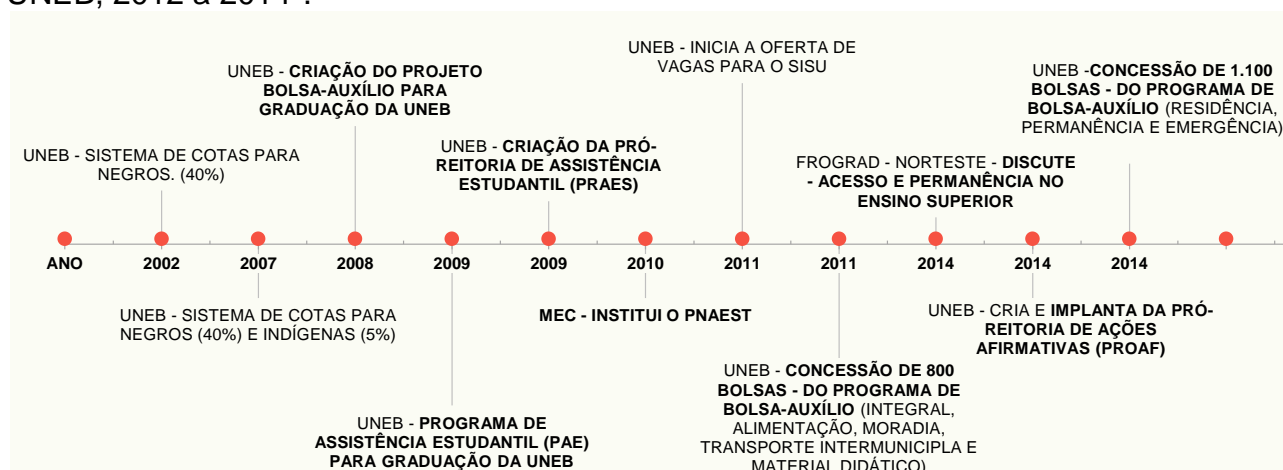 UNEB, 2012 a 2014 .
UNEB - INICIA A OFERTA DE
VAGAS PARA O SISU
UNEB - CRIAÇÃO DO PROJETO
BOLSA-AUXÍLIO PARA
GRADUAÇÃO DA UNEB
UNEB -CONCESSÃO DE 1.100
BOLSAS - DO PROGRAMA DE
BOLSA-AUXÍLIO (RESIDÊNCIA,
PERMANÊNCIA E EMERGÊNCIA)
UNEB - SISTEMA DE COTAS PARA
NEGROS. (40%)
UNEB - CRIAÇÃO DA PRÓ-
REITORIA DE ASSISTÊNCIA
ESTUDANTIL (PRAES)
FROGRAD - NORTESTE - DISCUTE
- ACESSO E PERMANÊNCIA NO
ENSINO SUPERIOR
ANO 2002 2007 2008 2009 2009 2010 2011 2011 2014 2014 2014
UNEB - SISTEMA DE COTAS PARA
NEGROS (40%) E INDÍGENAS (5%)
MEC - INSTITUI O PNAEST
UNEB - CRIA E IMPLANTA DA PRÓ-
REITORIA DE AÇÕES
AFIRMATIVAS (PROAF)
UNEB - PROGRAMA DE
ASSISTÊNCIA ESTUDANTIL (PAE)
PARA GRADUAÇÃO DA UNEB
UNEB - CONCESSÃO DE 800
BOLSAS - DO PROGRAMA DE
BOLSA-AUXÍLIO (INTEGRAL,
ALIMENTAÇÃO, MORADIA,
TRANSPORTE INTERMUNICIPLA E
MATERIAL DIDÁTICO)